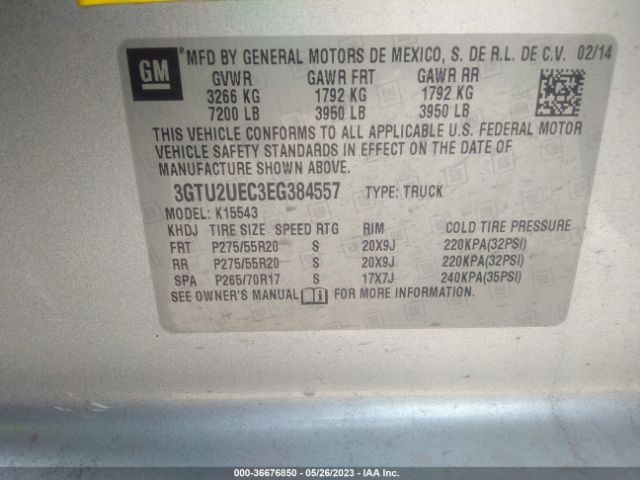 GM ® MFD BY GENERAL MOTORS DE MEXICO, S. DE R.L. DE C.V. 02/14
GVWR GAWR FRT GAWR RR
3266 KG 1792 KG 1792 KG
7200 LB 3950 LB 3950 LB
THIS VEHICLE CONFORMS TO ALL APPLICABLE U.S. FEDERAL MOTOR
VEHICLE SAFETY STANDARDS IN EFFECT ON THE DATE OF
MANUFACTURE SHOWN ABOVE.
3GTU2UEC3EG384557 TYPE: TRUCK
MODEL: K15543
KHDJ TIRE SIZE SPEED RTG RIM COLD TIRE PRESSURE
FRT P275/55R20 S 20X9J 220KPA(32PSI)
RR P275/55R20 S 20X9J 220KPA(32PSI)
SPA P265/70R17 S 17X7J 240KPA(35PSI)
SEE OWNER'S MANUAL FOR MORE INFORMATION.
000-36676850 - 05/26/2023 - IAA Inc.